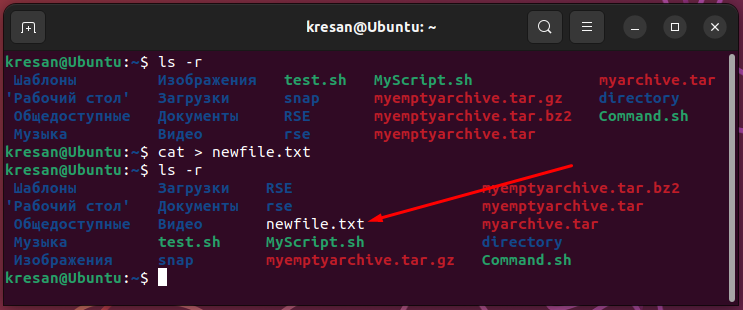 kresan@Ubuntu: ~
kresan@Ubuntu:~$ ls -r
Шаблоны Изображения test.sh MyScript.sh myarchive.tar
'Рабочий стол' Загрузки snap myemptyarchive.tar.gz directory
Общедоступные Документы RSE myemptyarchive.tar.bz2 Command.sh
Музыка Видео rse myemptyarchive.tar
kresan@Ubuntu:~$ cat > newfile.txt
kresan@Ubuntu:~$ ls -r
Шаблоны Загрузки RSE myemptyarchive.tar.bz2
'Рабочий стол' Документы rse myemptyarchive.tar
Общедоступные Видео newfile.txt myarchive.tar
Музыка test.sh MyScript.sh directory
Изображения snap myemptyarchive.tar.gz Command.sh
kresan@Ubuntu:~$